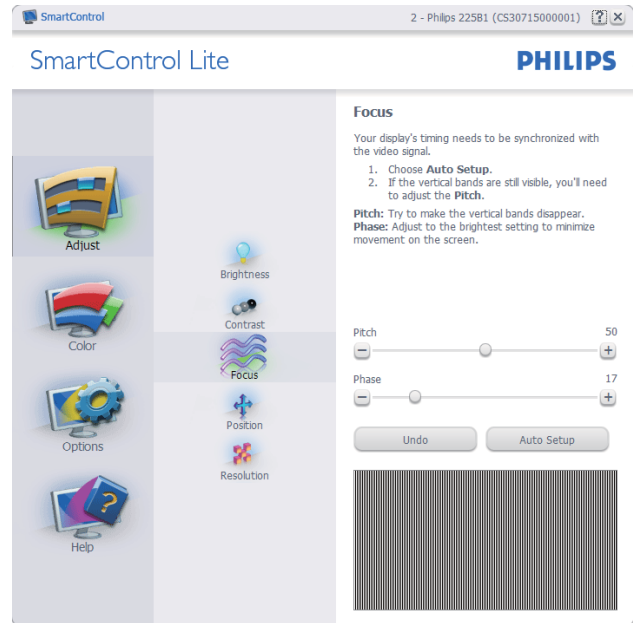 SmartControl
2 - Philips 225B1 (CS30715000001)
?
SmartControl Lite
PHILIPS
Adjust
Color
Options
Help
Brightness
Contrast
Focus
Position
Resolution
Focus
Your display's timing needs to be synchronized with
the video signal.
1. Choose Auto Setup.
2. If the vertical bands are still visible, you'll need
to adjust the Pitch.
Pitch: Try to make the vertical bands disappear.
Phase: Adjust to the brightest setting to minimize
movement on the screen.
Pitch 50
Phase 17
Undo
Auto Setup